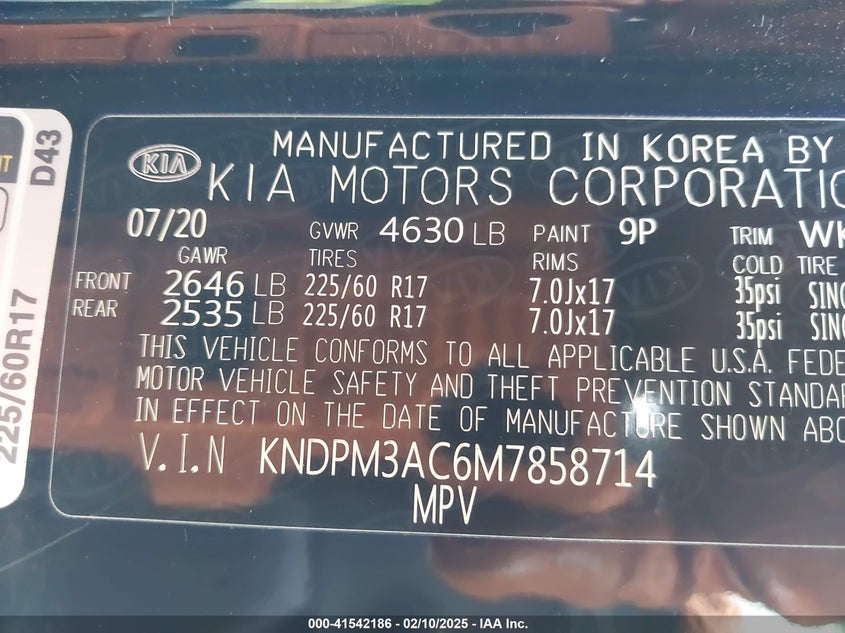 MANUFACTURED IN KOREA BY
KIA KIA MOTORS CORPORATIO
07/20 GVWR 4630 LB PAINT 9P TRIM WK
GAWR TIRES RIMS COLD TIRE
FRONT 2646 LB 225/60 R17 7.0Jx17 35psi SING
REAR 2535 LB 225/60 R17 7.0Jx17 35psi SING
THIS VEHICLE CONFORMS TO ALL APPLICABLE U.S.A. FEDE
MOTOR VEHICLE SAFETY AND THEFT PREVENTION STANDAR
IN EFFECT ON THE DATE OF MANUFACTURE SHOWN ABO
V.I.N KNDPM3AC6M7858714
MPV
D43
225/60R17
000-41542186 — 02/10/2025 — IAA Inc.